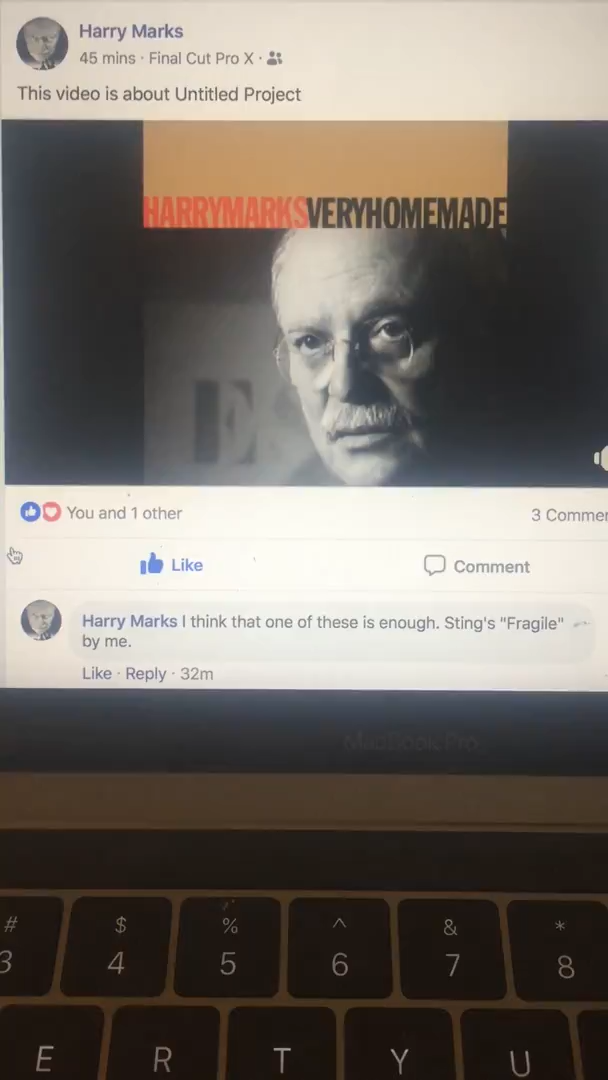 Harry Marks
45 mins · Final Cut Pro X ·
This video is about Untitled Project
HARRYMARKSVERYHOMEMADE
E
You and 1 other
3 Commen
Like
Comment
Harry Marks I think that one of these is enough. Sting's "Fragile"
by me.
Like · Reply · 32m
MacBook Pro
# $ % ^ & *
3 4 5 6 7 8
E R T Y U